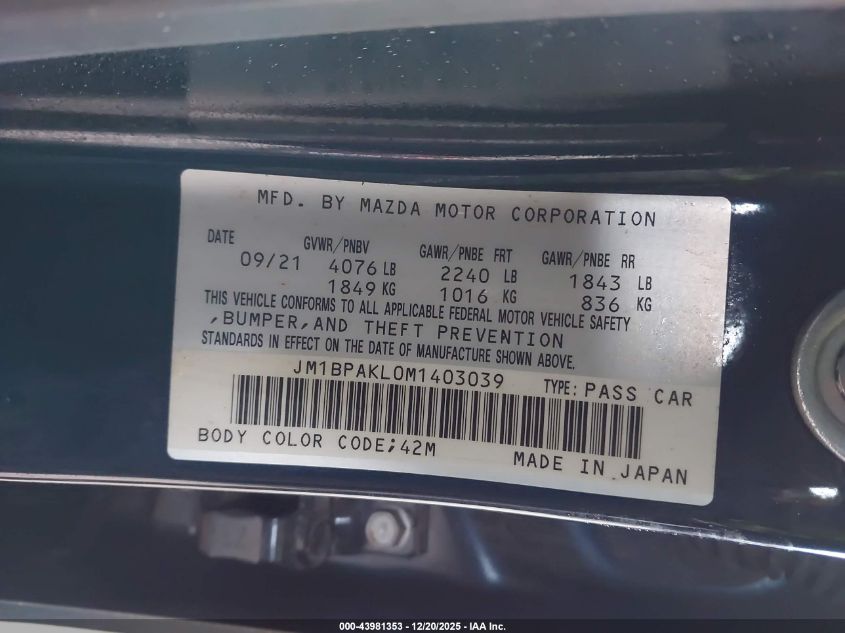 MFD. BY MAZDA MOTOR CORPORATION
DATE GVWR/PNBV GAWR/PNBE FRT GAWR/PNBE RR
09/21 4076 LB 2240 LB 1843 LB
1849 KG 1016 KG 836 KG
THIS VEHICLE CONFORMS TO ALL APPLICABLE FEDERAL MOTOR VEHICLE SAFETY
,BUMPER,AND THEFT PREVENTION
STANDARDS IN EFFECT ON THE DATE OF MANUFACTURE SHOWN ABOVE.
JM1BPAKL0M1403039 TYPE: PASS CAR
BODY COLOR CODE;42M MADE IN JAPAN
000-43981353 - 12/20/2025 - IAA Inc.